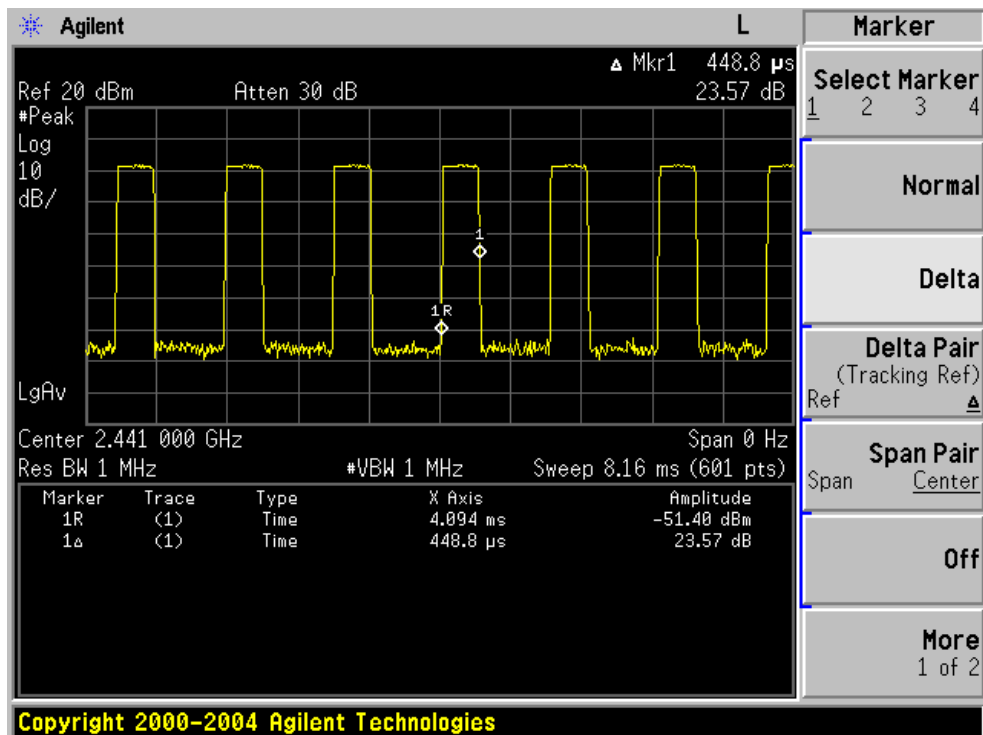 Agilent L
Δ Mkr1 448.8 µs
Ref 20 dBm Atten 30 dB 23.57 dB
#Peak
Log
10
dB/
1
1R
LgAv
Center 2.441 000 GHz Span 0 Hz
Res BW 1 MHz #VBW 1 MHz Sweep 8.16 ms (601 pts)
Marker Trace Type X Axis Amplitude
1R (1) Time 4.094 ms -51.40 dBm
1Δ (1) Time 448.8 µs 23.57 dB
Marker
Select Marker
1 2 3 4
Normal
Delta
Delta Pair
(Tracking Ref)
Ref Δ
Span Pair
Span Center
Off
More
1 of 2
Copyright 2000-2004 Agilent Technologies